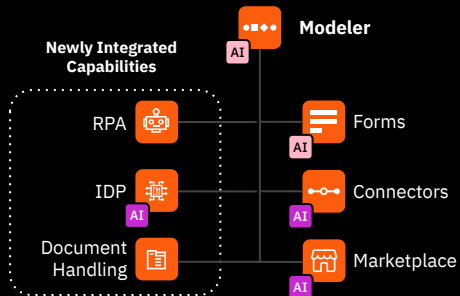 Modeler
AI
Newly Integrated
Capabilities
RPA
Forms
AI
IDP
AI
Connectors
AI
Document
Handling
Marketplace
AI